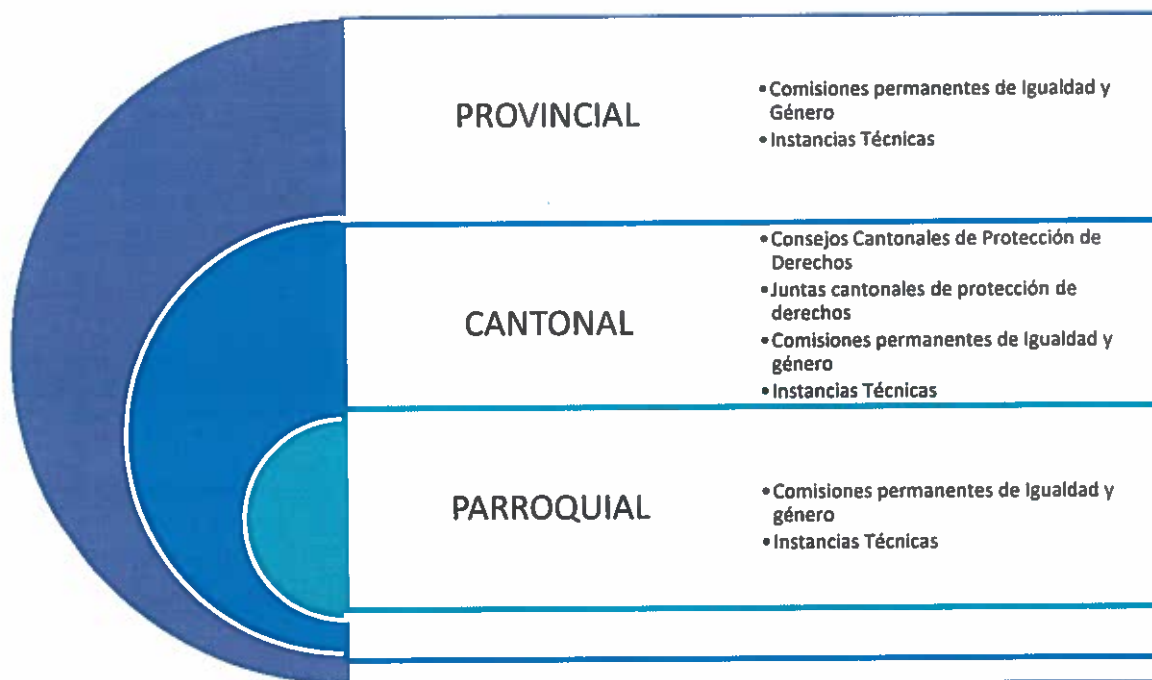 PROVINCIAL
•Comisiones permanentes de Igualdad y
Género
•Instancias Técnicas
CANTONAL
•Consejos Cantonales de Protección de
Derechos
•Juntas cantonales de protección de
derechos
•Comisiones permanentes de Igualdad y
género
•Instancias Técnicas
PARROQUIAL
•Comisiones permanentes de Igualdad y
género
•Instancias Técnicas